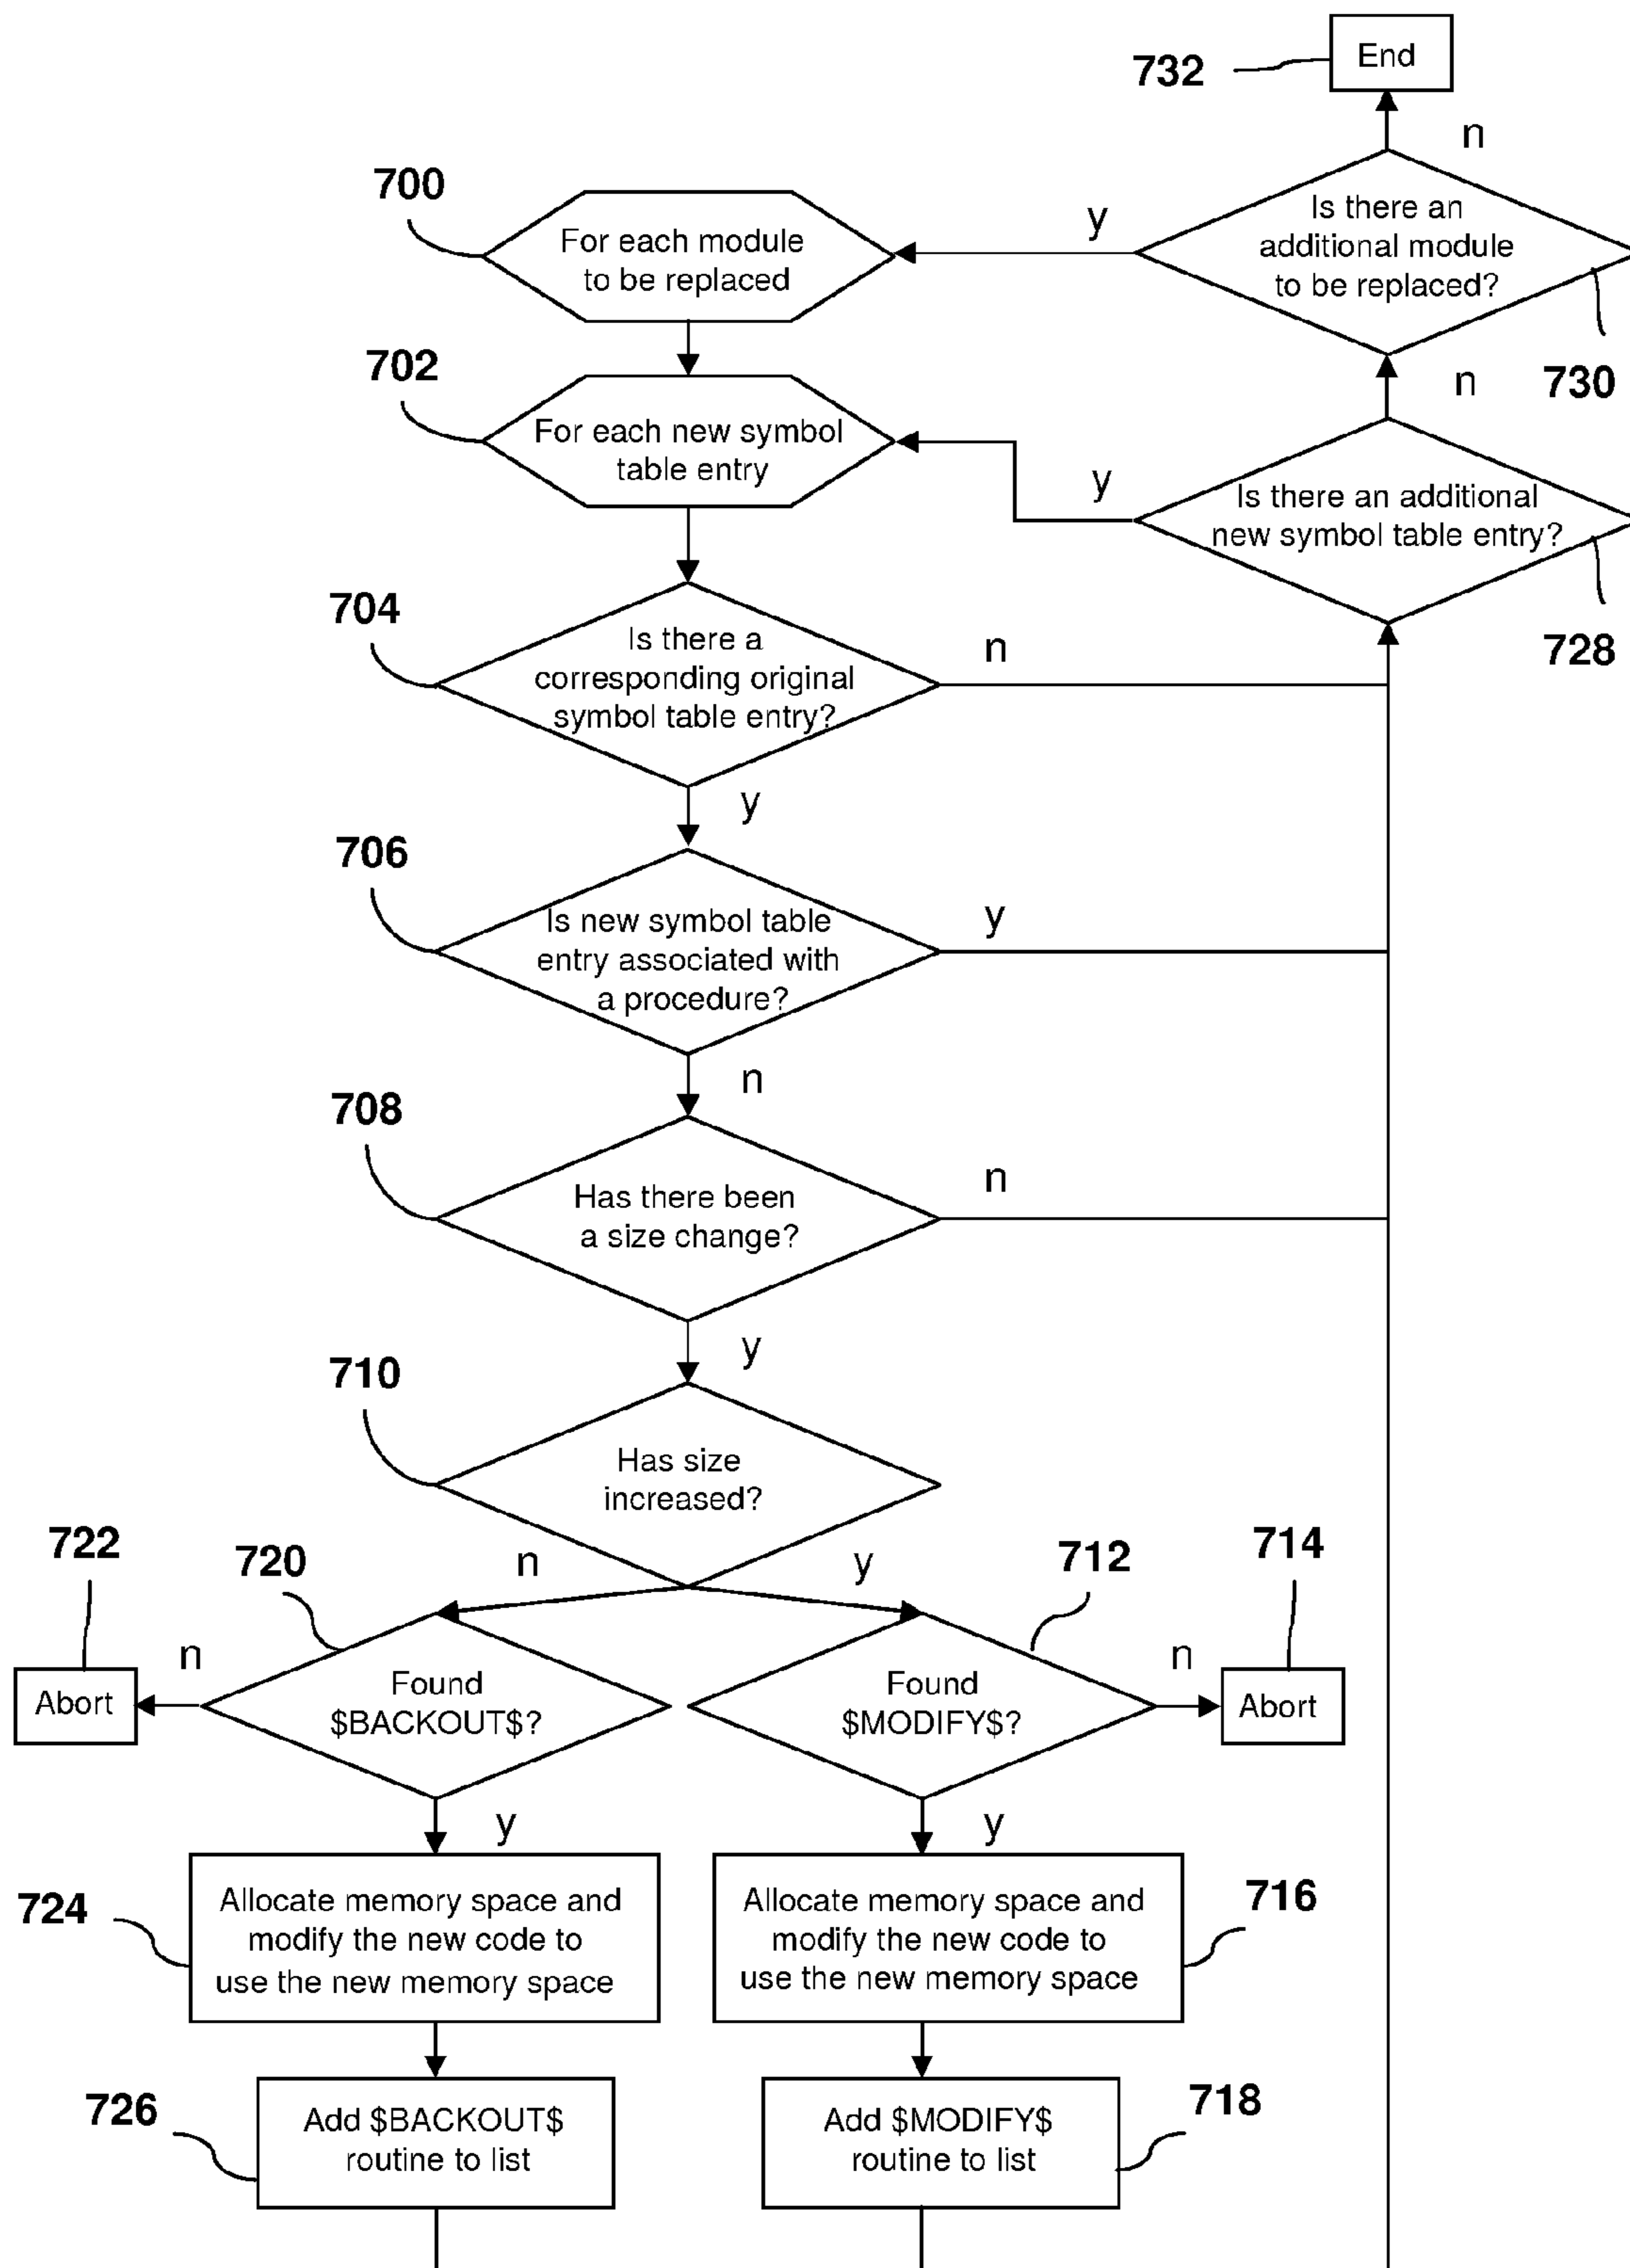 732
End
n
700
For each module
to be replaced
y
Is there an
additional module
to be replaced?
730
n
702
For each new symbol
table entry
y
Is there an additional
new symbol table entry?
728
704
Is there a
corresponding original
symbol table entry?
n
y
706
Is new symbol table
entry associated with
a procedure?
y
n
708
Has there been
a size change?
n
y
710
Has size
increased?
n
y
722
720
712
714
Abort
n
Found
$BACKOUT$?
Found
$MODIFY$?
n
Abort
y
y
724
Allocate memory space and
modify the new code to
use the new memory space
Allocate memory space and
modify the new code to
use the new memory space
716
726
Add $BACKOUT$
routine to list
Add $MODIFY$
routine to list
718